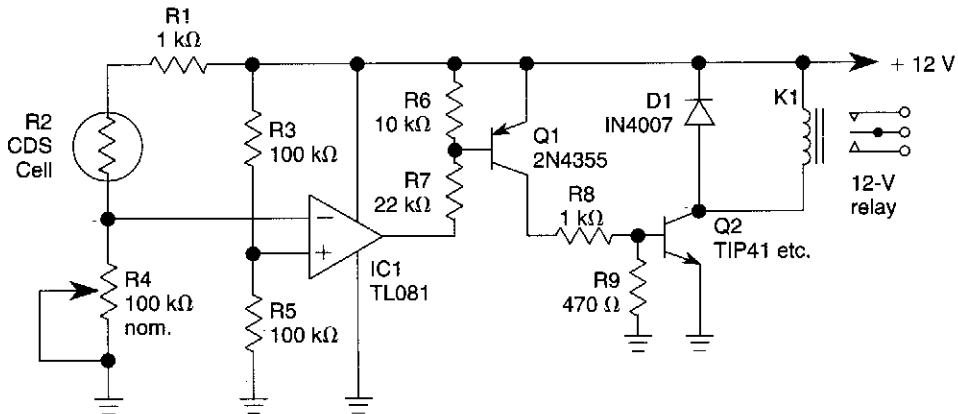 R1
1 kΩ
+ 12 V
R2
CDS
Cell
R3
100 kΩ
R6
10 kΩ
D1
IN4007
K1
Q1
2N4355
R7
22 kΩ
R8
1 kΩ
12-V
relay
−
+
IC1
TL081
Q2
TIP41 etc.
R4
100 kΩ
nom.
R5
100 kΩ
R9
470 Ω